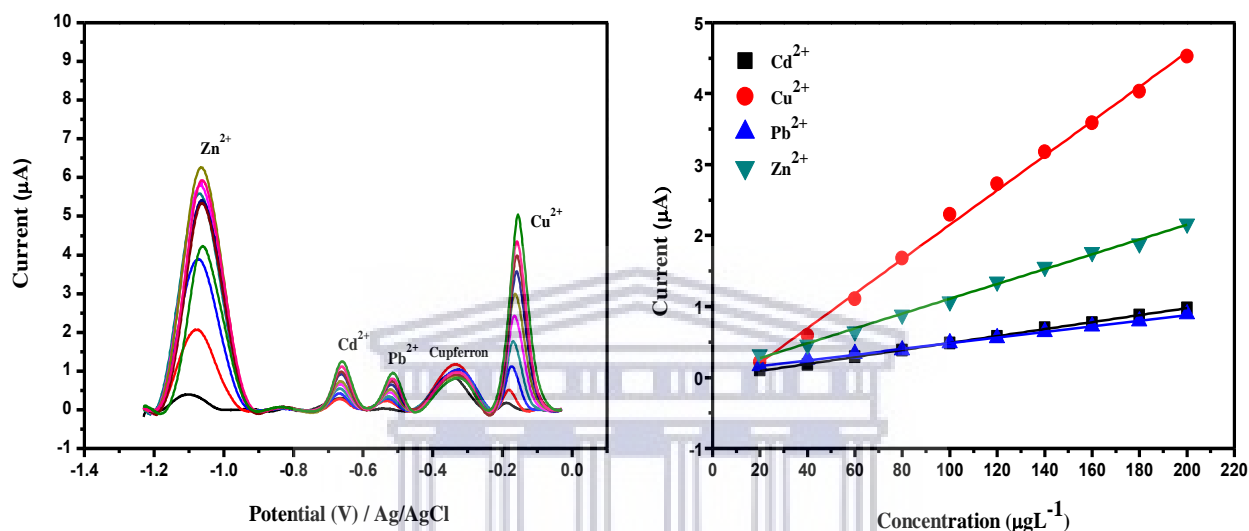 10
9
8
7
6
5
4
3
2
1
0
-1
-1.4 -1.2 -1.0 -0.8 -0.6 -0.4 -0.2 0.0
Current (µA)
Potential (V) / Ag/AgCl
Zn2+
Cd2+
Pb2+
Cupferron
Cu2+
5
4
3
2
1
0
-1
0 20 40 60 80 100 120 140 160 180 200 220
Current (µA)
Concentration (µgL-1)
Cd2+
Cu2+
Pb2+
Zn2+